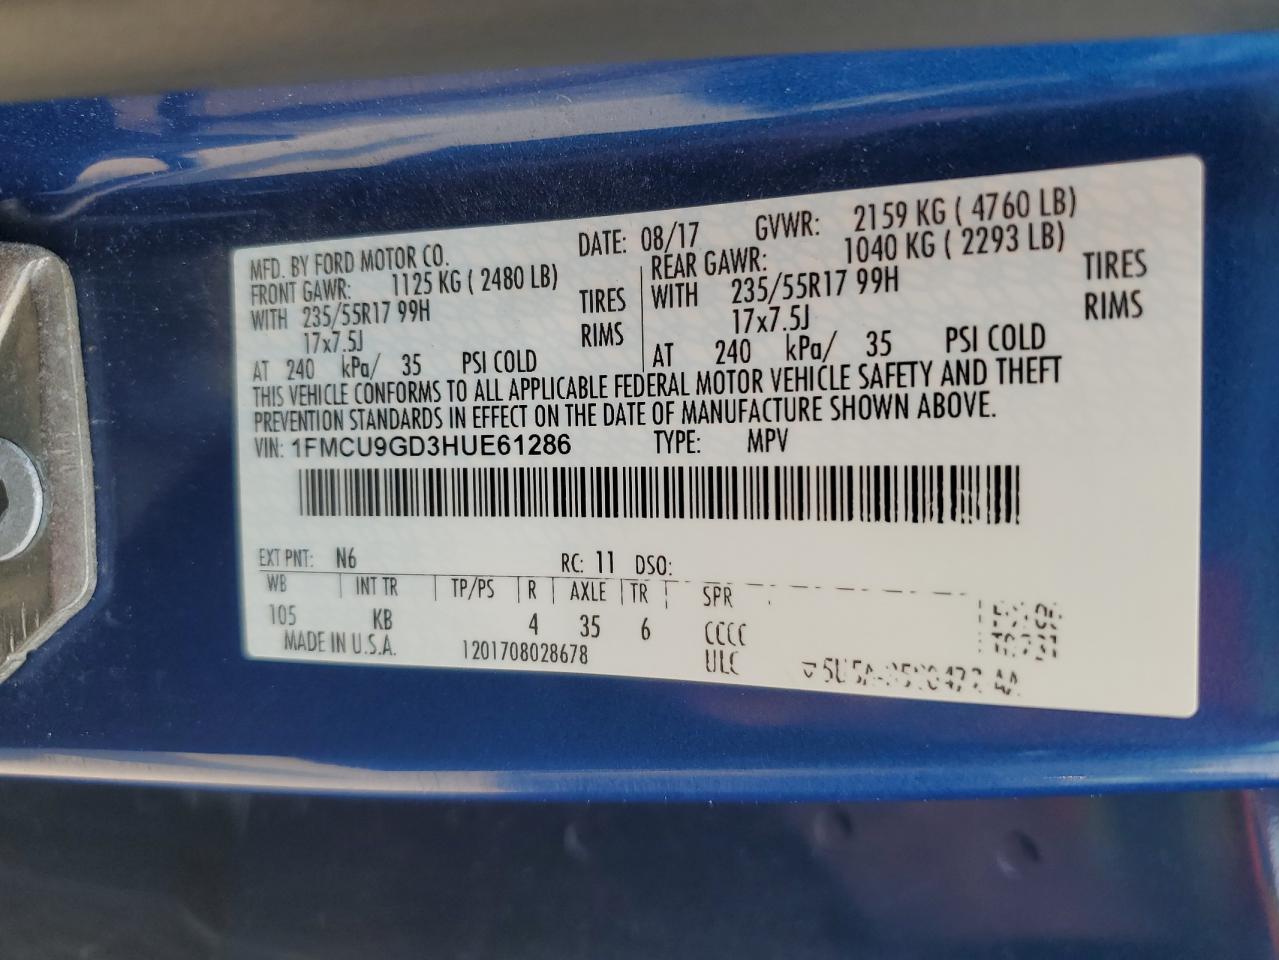 MFD. BY FORD MOTOR CO. DATE: 08/17 GVWR: 2159 KG ( 4760 LB)
FRONT GAWR: 1125 KG ( 2480 LB) REAR GAWR: 1040 KG ( 2293 LB)
WITH 235/55R17 99H TIRES WITH 235/55R17 99H TIRES
17x7.5J RIMS 17x7.5J RIMS
AT 240 kPa/ 35 PSI COLD AT 240 kPa/ 35 PSI COLD
THIS VEHICLE CONFORMS TO ALL APPLICABLE FEDERAL MOTOR VEHICLE SAFETY AND THEFT
PREVENTION STANDARDS IN EFFECT ON THE DATE OF MANUFACTURE SHOWN ABOVE.
VIN: 1FMCU9GD3HUE61286 TYPE: MPV
EXT PNT: N6 RC: 11 DSO:
WB INT TR TP/PS R AXLE TR SPR
105 KB 4 35 6 CCCC
MADE IN U.S.A. 1201708028678 ULC